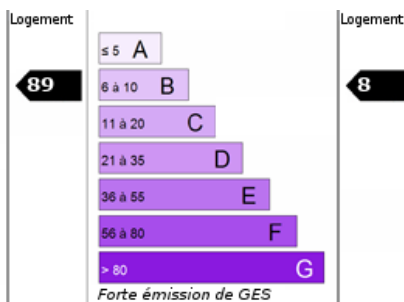 Logement
Logement
≤ 5 A
89
6 à 10 B
8
11 à 20 C
21 à 35 D
36 à 55 E
56 à 80 F
> 80 G
Forte émission de GES